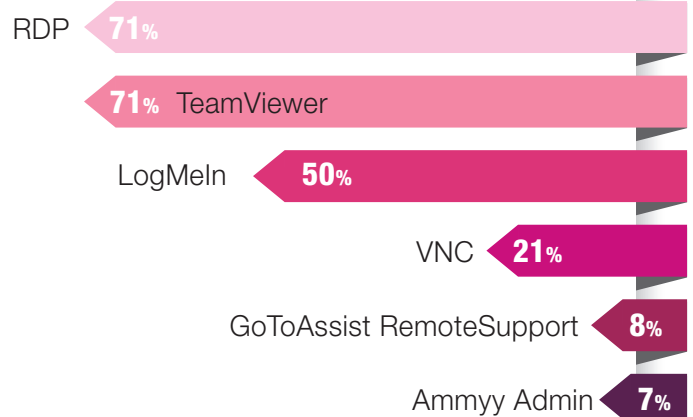 RDP 71%
71% TeamViewer
LogMeIn 50%
VNC 21%
GoToAssist RemoteSupport 8%
Ammyy Admin 7%